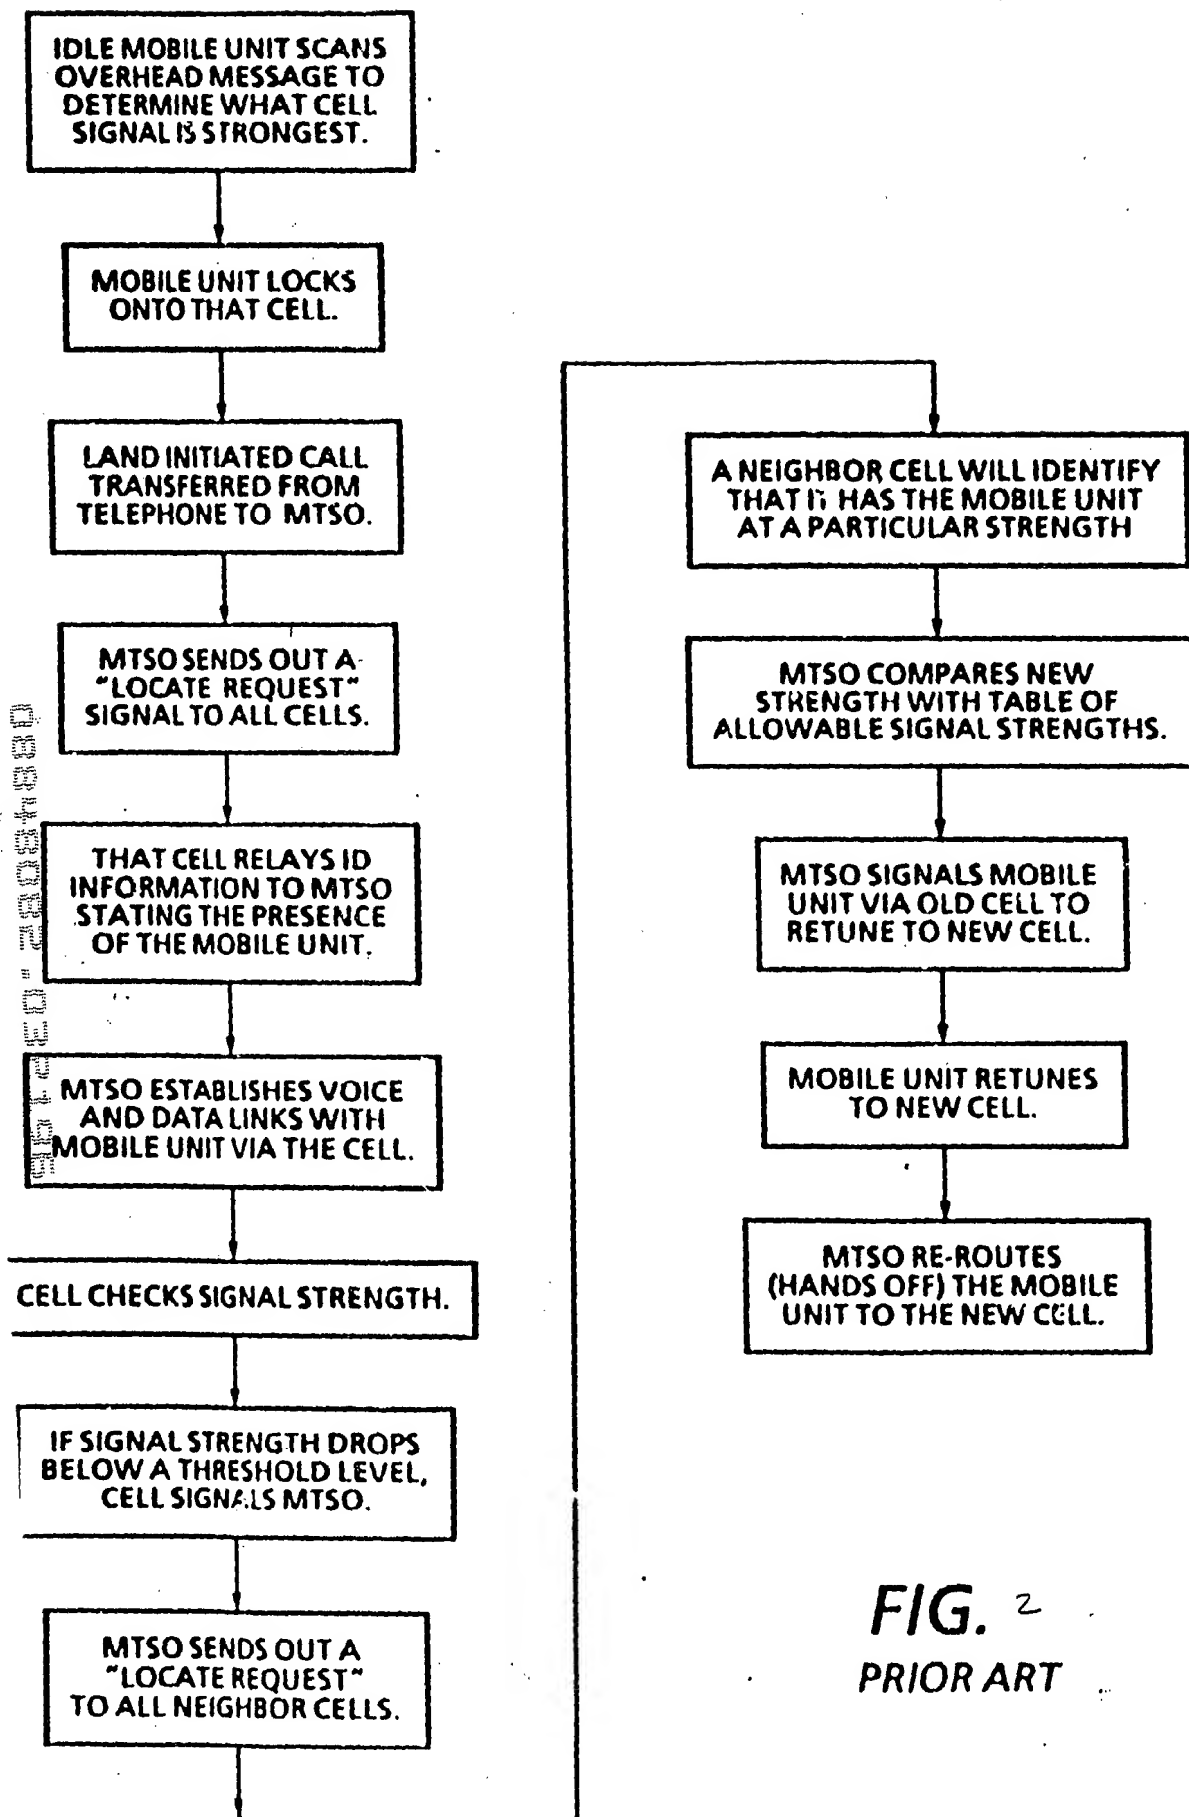 IDLE MOBILE UNIT SCANS
OVERHEAD MESSAGE TO
DETERMINE WHAT CELL
SIGNAL IS STRONGEST.
MOBILE UNIT LOCKS
ONTO THAT CELL.
LAND INITIATED CALL
TRANSFERRED FROM
TELEPHONE TO MTSO.
MTSO SENDS OUT A
"LOCATE REQUEST"
SIGNAL TO ALL CELLS.
THAT CELL RELAYS ID
INFORMATION TO MTSO
STATING THE PRESENCE
OF THE MOBILE UNIT.
MTSO ESTABLISHES VOICE
AND DATA LINKS WITH
MOBILE UNIT VIA THE CELL.
CELL CHECKS SIGNAL STRENGTH.
IF SIGNAL STRENGTH DROPS
BELOW A THRESHOLD LEVEL,
CELL SIGNALS MTSO.
MTSO SENDS OUT A
"LOCATE REQUEST"
TO ALL NEIGHBOR CELLS.
A NEIGHBOR CELL WILL IDENTIFY
THAT IT HAS THE MOBILE UNIT
AT A PARTICULAR STRENGTH
MTSO COMPARES NEW
STRENGTH WITH TABLE OF
ALLOWABLE SIGNAL STRENGTHS.
MTSO SIGNALS MOBILE
UNIT VIA OLD CELL TO
RETUNE TO NEW CELL.
MOBILE UNIT RETUNES
TO NEW CELL.
MTSO RE-ROUTES
(HANDS OFF) THE MOBILE
UNIT TO THE NEW CELL.
FIG. 2
PRIOR ART